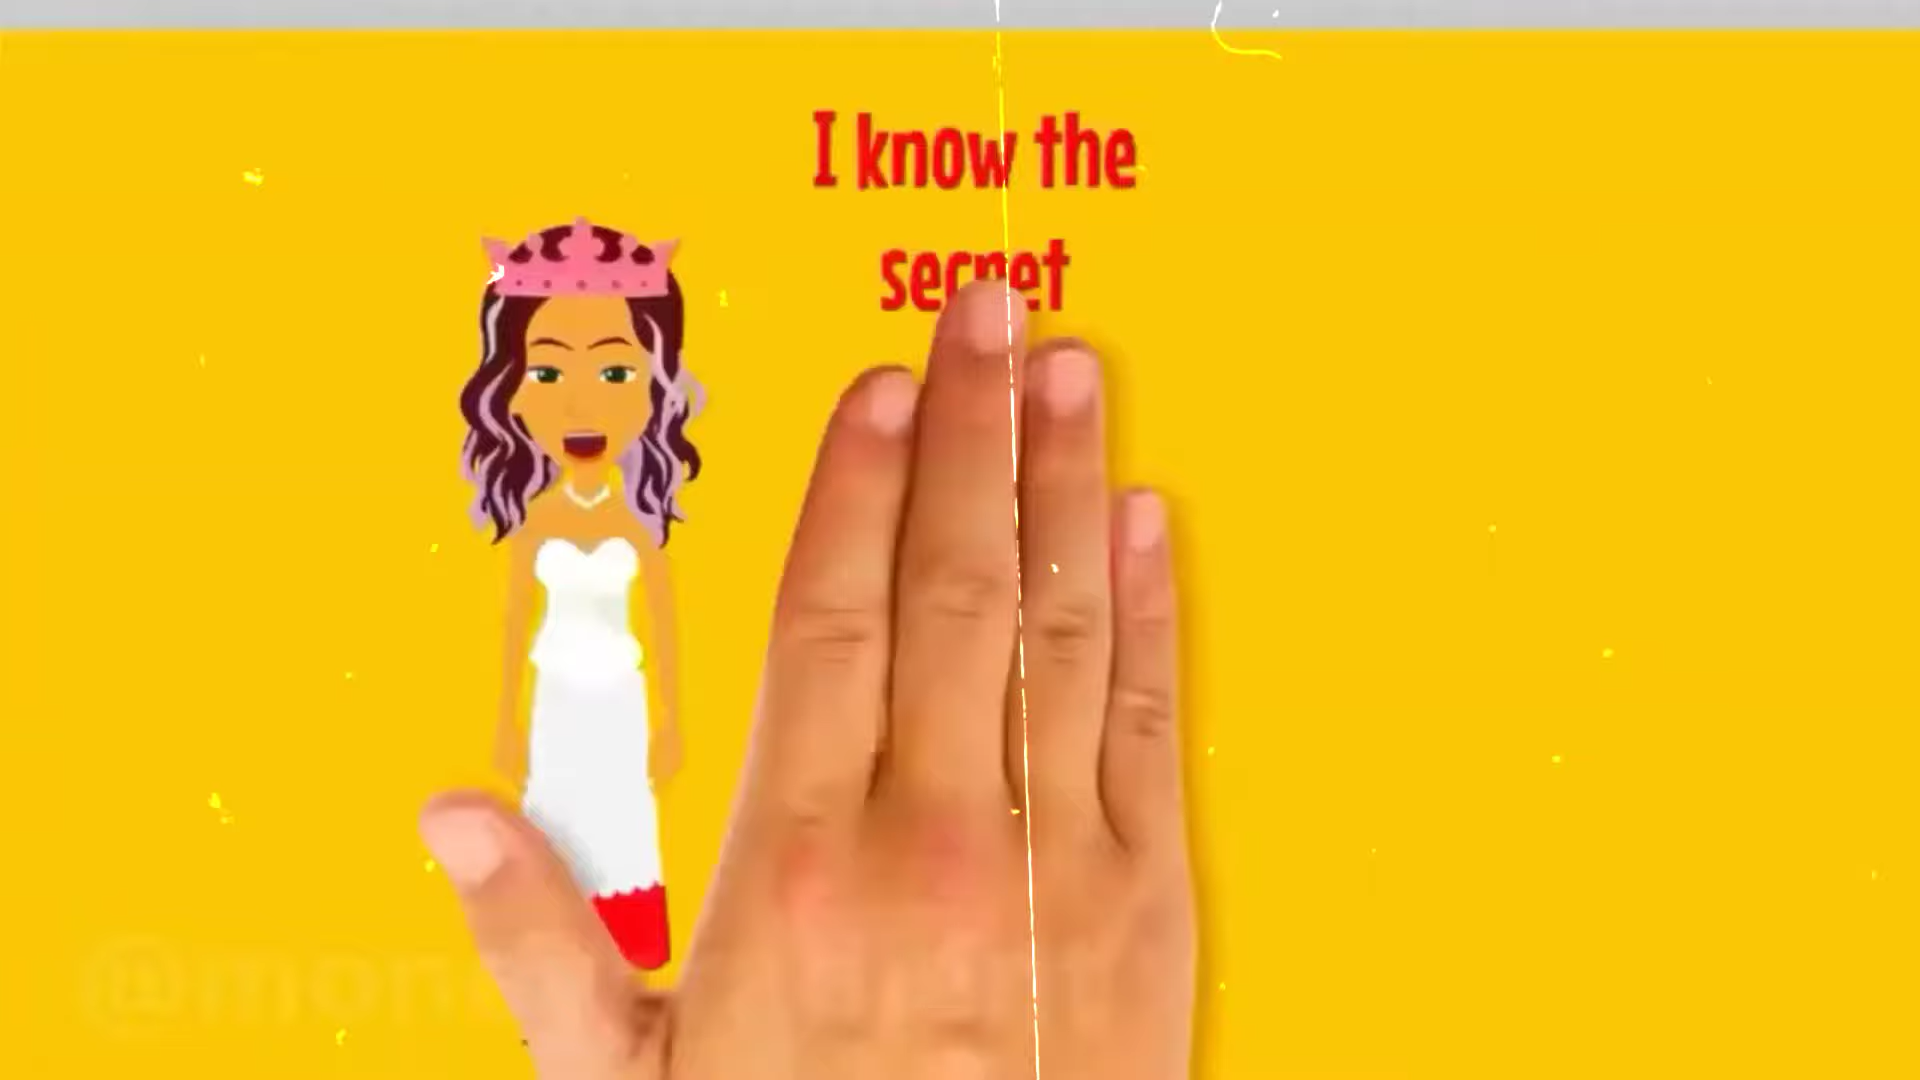 I know the
secret